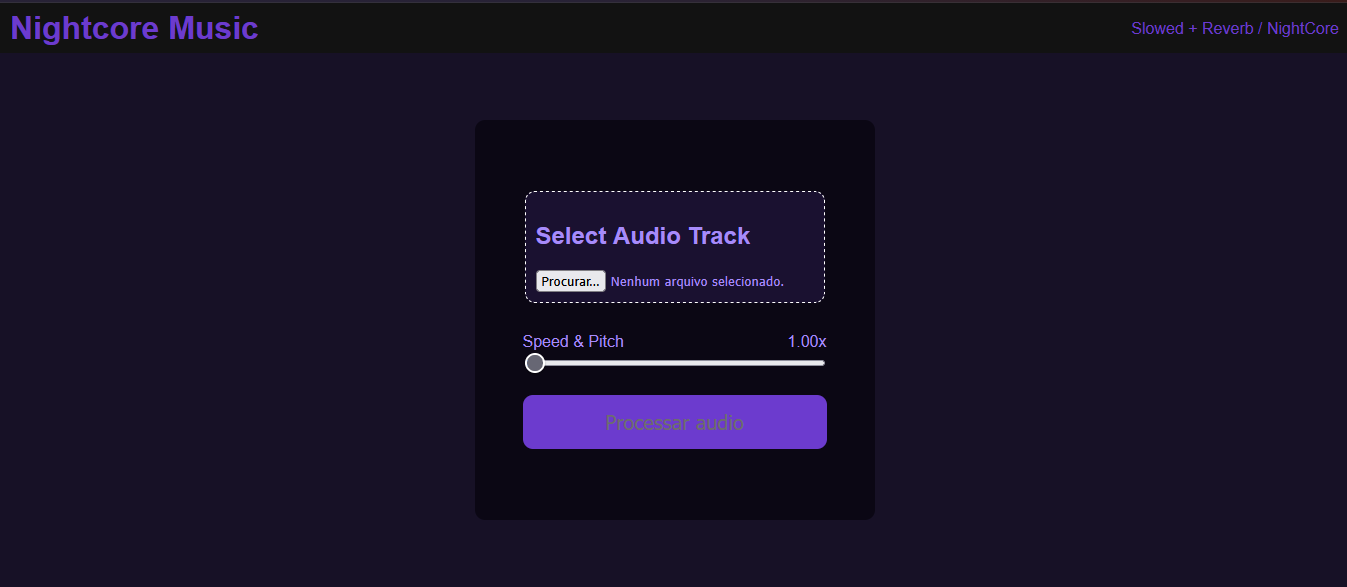 Nightcore Music
Slowed + Reverb / NightCore
Select Audio Track
Procurar... Nenhum arquivo selecionado.
Speed & Pitch 1.00x
Processar audio